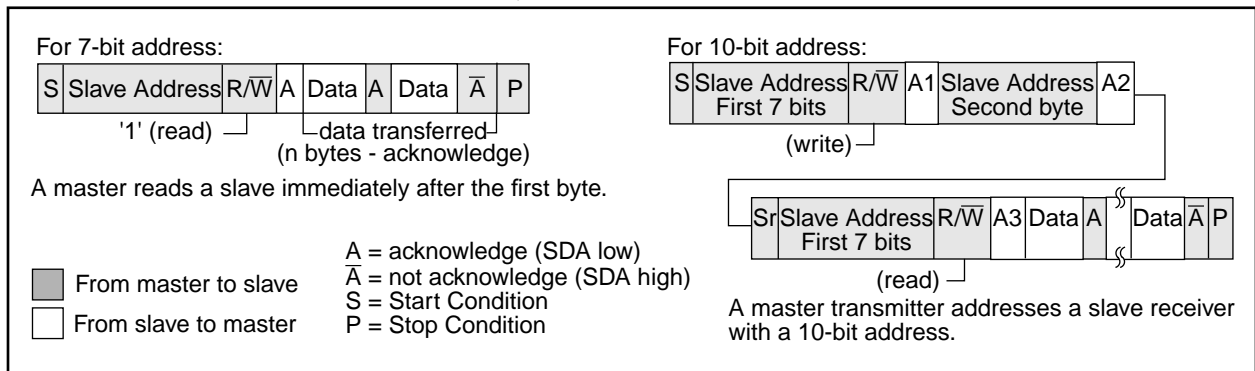 For 7-bit address:
S Slave Address R/W̅ A Data A Data A̅ P
'1' (read)
data transferred
(n bytes - acknowledge)
A master reads a slave immediately after the first byte.
From master to slave
From slave to master
A = acknowledge (SDA low)
A̅ = not acknowledge (SDA high)
S = Start Condition
P = Stop Condition
For 10-bit address:
S Slave Address First 7 bits R/W̅ A1 Slave Address Second byte A2
(write)
Sr Slave Address First 7 bits R/W̅ A3 Data A Data A̅ P
(read)
A master transmitter addresses a slave receiver
with a 10-bit address.